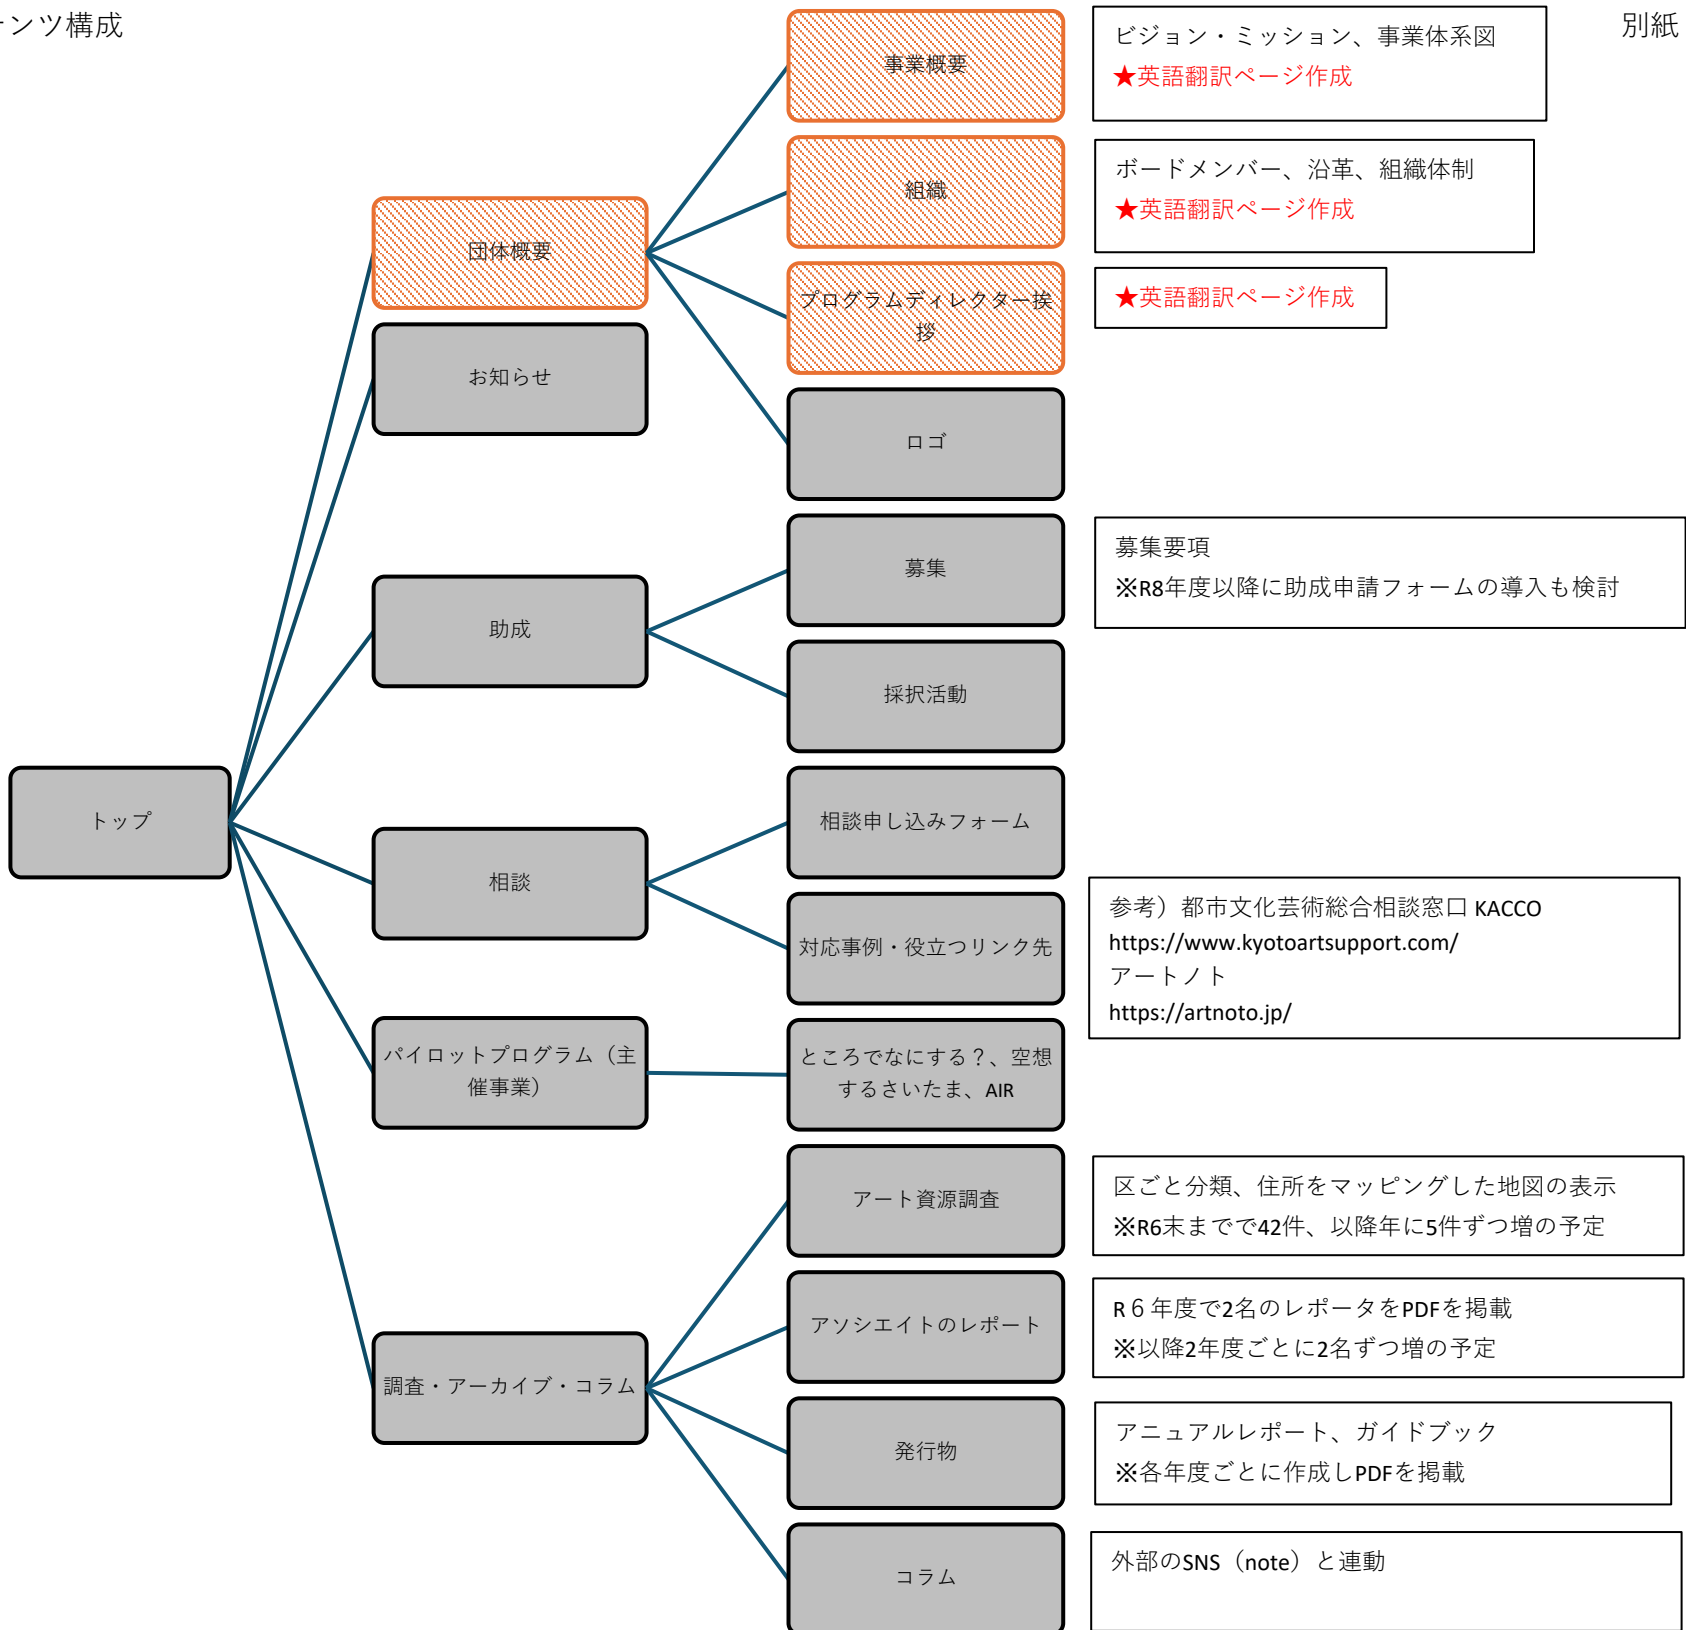 ンツ構成
別紙
事業概要
ビジョン・ミッション、事業体系図
★英語翻訳ページ作成
組織
ボードメンバー、沿革、組織体制
★英語翻訳ページ作成
団体概要
プログラムディレクター挨
拶
★英語翻訳ページ作成
お知らせ
ロゴ
募集
募集要項
※R8年度以降に助成申請フォームの導入も検討
助成
採択活動
トップ
相談申し込みフォーム
相談
対応事例・役立つリンク先
参考）都市文化芸術総合相談窓口 KACCO
https://www.kyotoartsupport.com/
アートノト
https://artnoto.jp/
パイロットプログラム（主
催事業）
ところでなにする？、空想
するさいたま、AIR
アート資源調査
区ごと分類、住所をマッピングした地図の表示
※R6末までで42件、以降年に5件ずつ増の予定
アソシエイトのレポート
R６年度で2名のレポータをPDFを掲載
※以降2年度ごとに2名ずつ増の予定
調査・アーカイブ・コラム
発行物
アニュアルレポート、ガイドブック
※各年度ごとに作成しPDFを掲載
コラム
外部のSNS（note）と連動